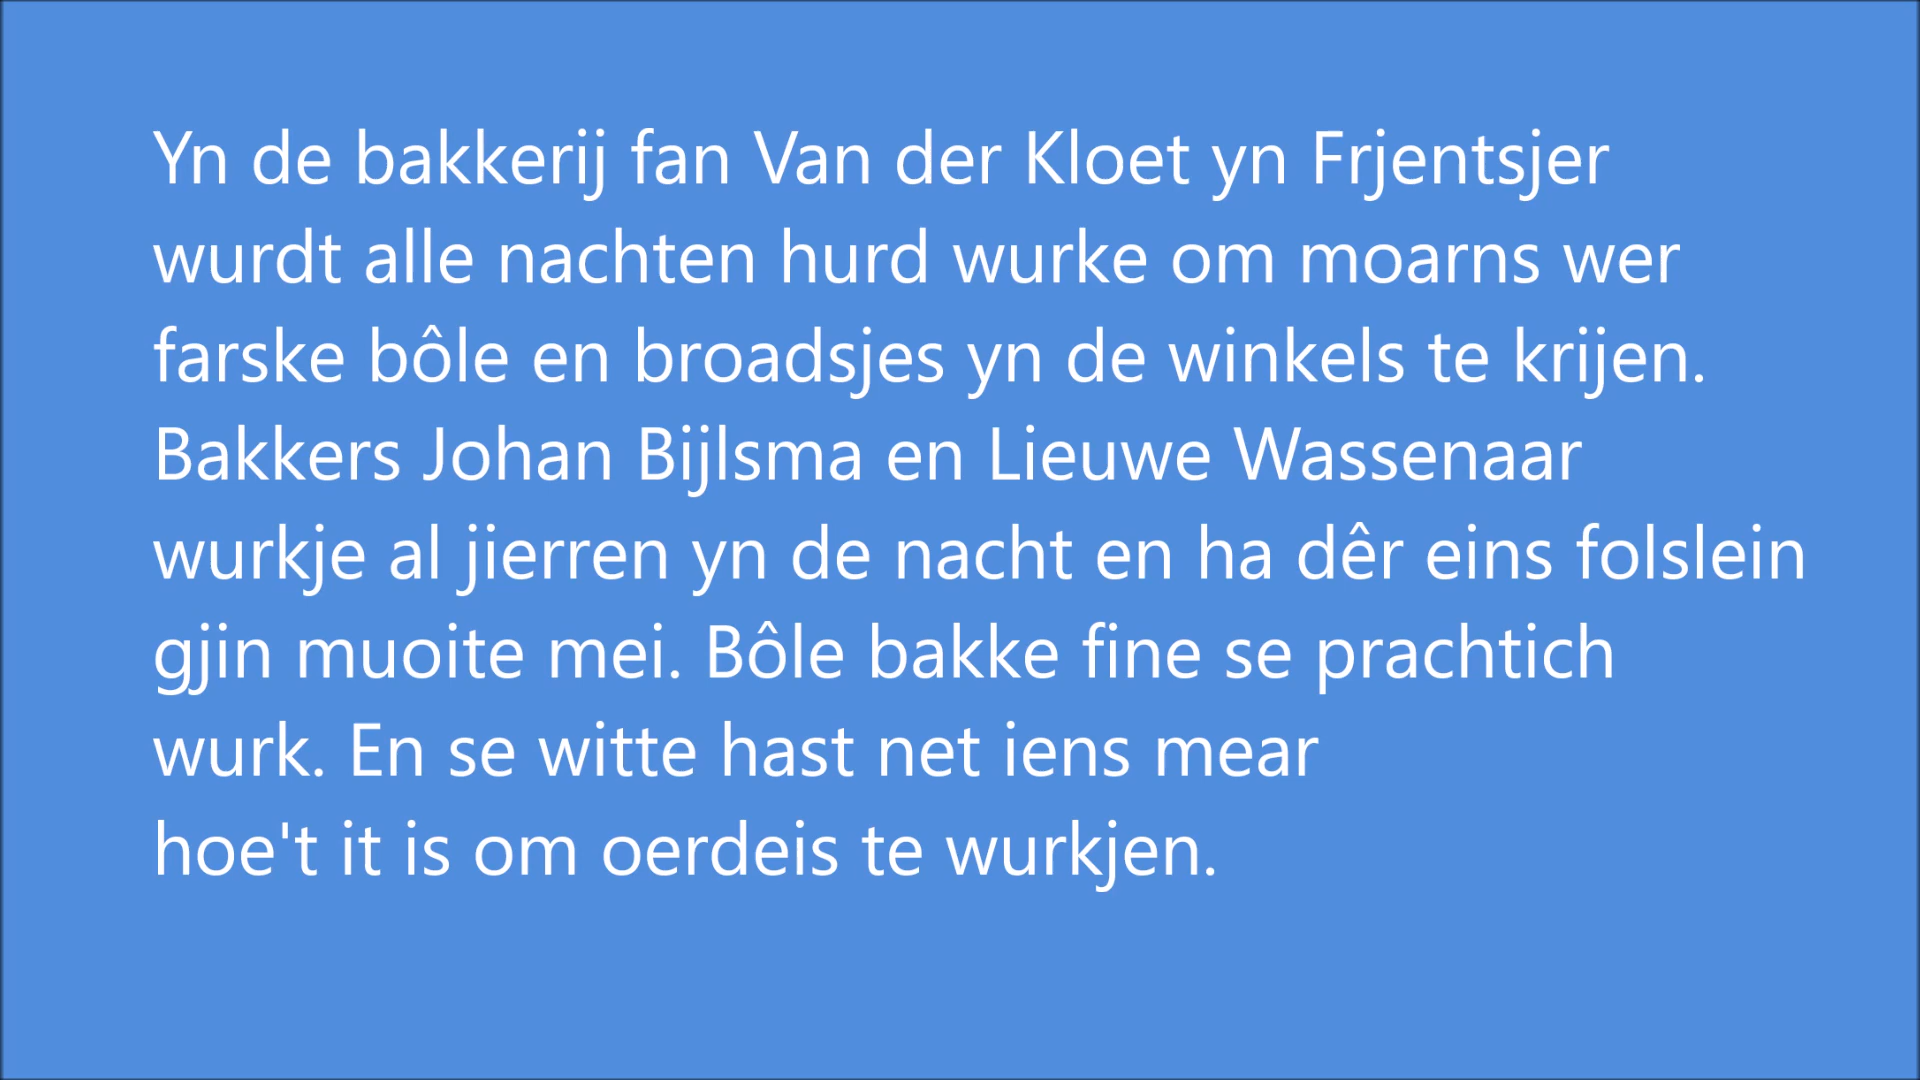 Yn de bakkerij fan Van der Kloet yn Frjentsjer
wurdt alle nachten hurd wurke om moarns wer
farske bôle en broadsjes yn de winkels te krijen.
Bakkers Johan Bijlsma en Lieuwe Wassenaar
wurkje al jierren yn de nacht en ha dêr eins folslein
gjin muoite mei. Bôle bakke fine se prachtich
wurk. En se witte hast net iens mear
hoe't it is om oerdeis te wurkjen.